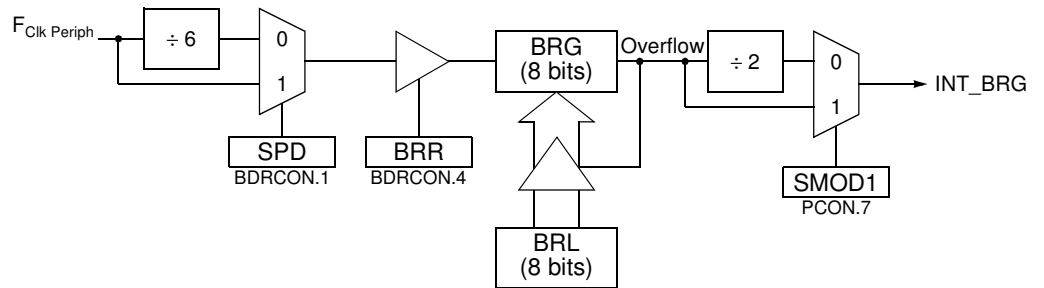 F Clk Periph
÷ 6
0
1
SPD
BDRCON.1
BRR
BDRCON.4
BRG
(8 bits)
Overflow
÷ 2
0
1
INT_BRG
SMOD1
PCON.7
BRL
(8 bits)